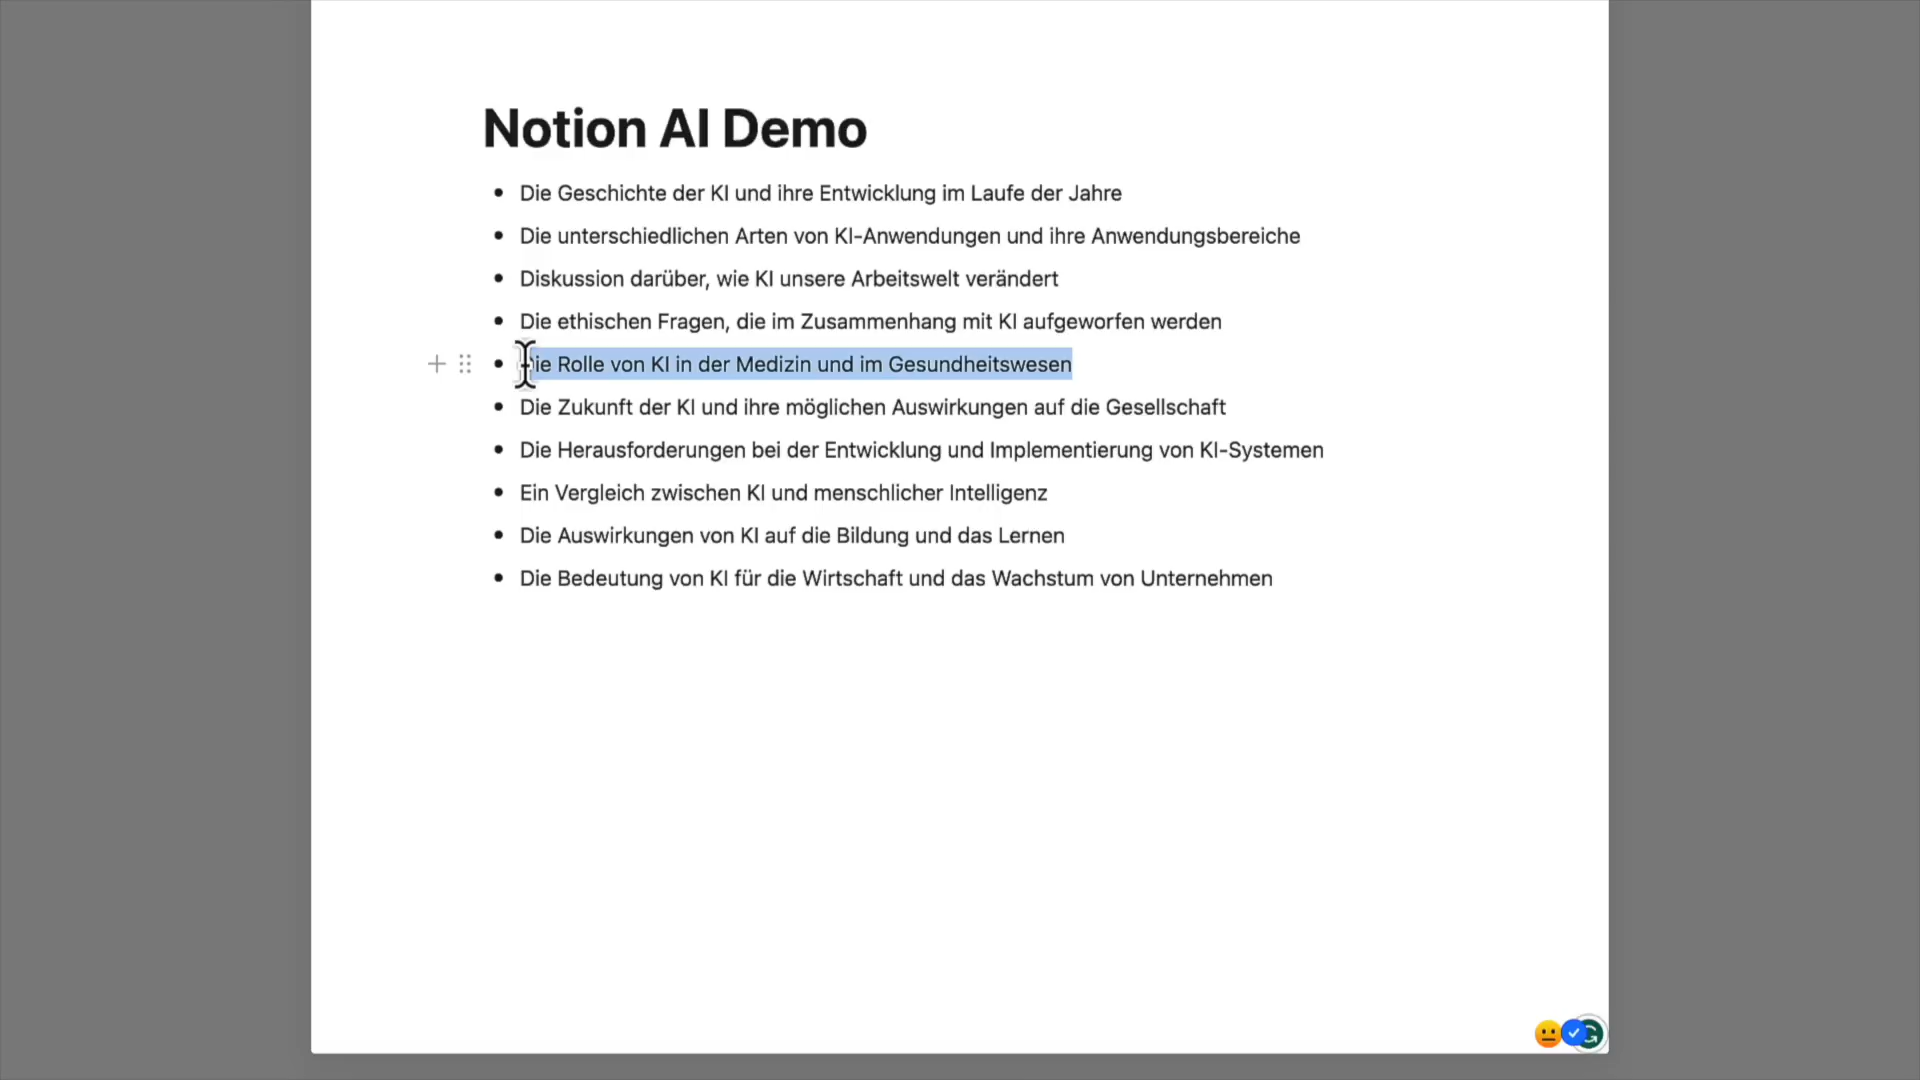 Notion AI Demo
Die Geschichte der KI und ihre Entwicklung im Laufe der Jahre
Die unterschiedlichen Arten von KI-Anwendungen und ihre Anwendungsbereiche
Diskussion darüber, wie KI unsere Arbeitswelt verändert
Die ethischen Fragen, die im Zusammenhang mit KI aufgeworfen werden
Die Rolle von KI in der Medizin und im Gesundheitswesen
Die Zukunft der KI und ihre möglichen Auswirkungen auf die Gesellschaft
Die Herausforderungen bei der Entwicklung und Implementierung von KI-Systemen
Ein Vergleich zwischen KI und menschlicher Intelligenz
Die Auswirkungen von KI auf die Bildung und das Lernen
Die Bedeutung von KI für die Wirtschaft und das Wachstum von Unternehmen